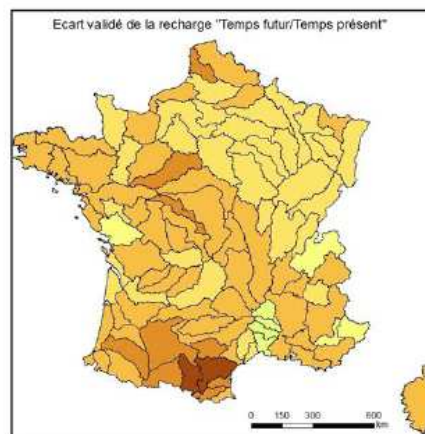 Ecart validé de la recharge "Temps futur/Temps présent"
0 150 300 600
km